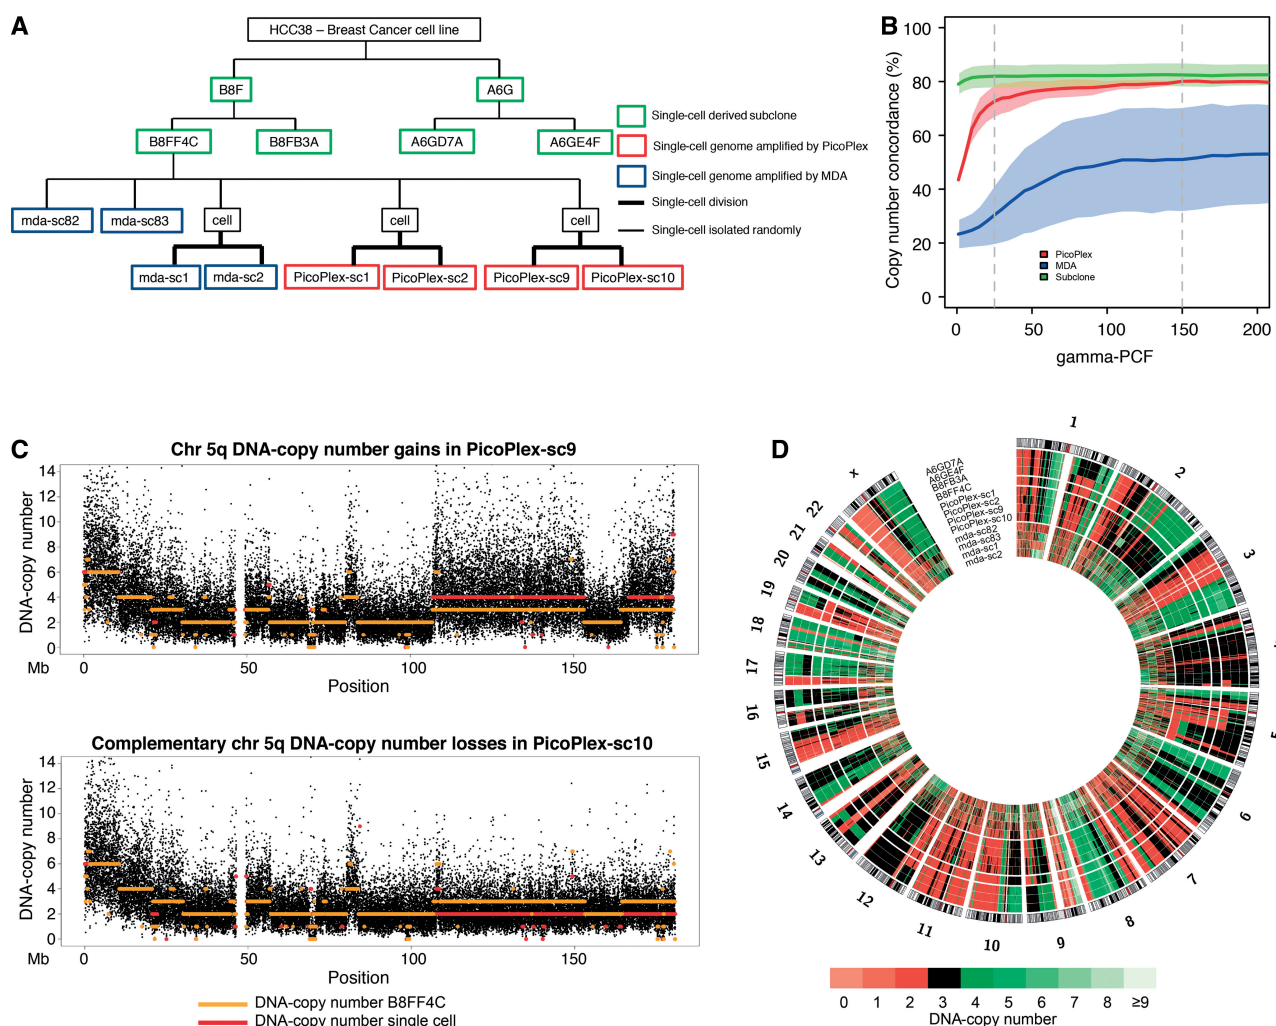 A
HCC38 – Breast Cancer cell line
B8F
A6G
B8FF4C
B8FB3A
A6GD7A
A6GE4F
mda-sc82
mda-sc83
cell
cell
cell
mda-sc1
mda-sc2
PicoPlex-sc1
PicoPlex-sc2
PicoPlex-sc9
PicoPlex-sc10
Single-cell derived subclone
Single-cell genome amplified by PicoPlex
Single-cell genome amplified by MDA
Single-cell division
Single-cell isolated randomly
B
Copy number concordance (%)
100
80
60
40
20
0
PicoPlex
MDA
Subclone
0 50 100 150 200
gamma-PCF
C
Chr 5q DNA-copy number gains in PicoPlex-sc9
DNA-copy number
14
12
10
8
6
4
2
0
Mb 0 50 100 150
Position
Complementary chr 5q DNA-copy number losses in PicoPlex-sc10
DNA-copy number
14
12
10
8
6
4
2
0
Mb 0 50 100 150
Position
DNA-copy number B8FF4C
DNA-copy number single cell
D
A6GD7A
A6GE4F
B8FB3A
B8FF4C
PicoPlex-sc1
PicoPlex-sc2
PicoPlex-sc9
PicoPlex-sc10
mda-sc82
mda-sc83
mda-sc1
mda-sc2
1
2
3
5
6
7
8
9
10
11
12
13
14
15
16
17
18
19
20
21
22
x
0 1 2 3 4 5 6 7 8 ≥9
DNA-copy number